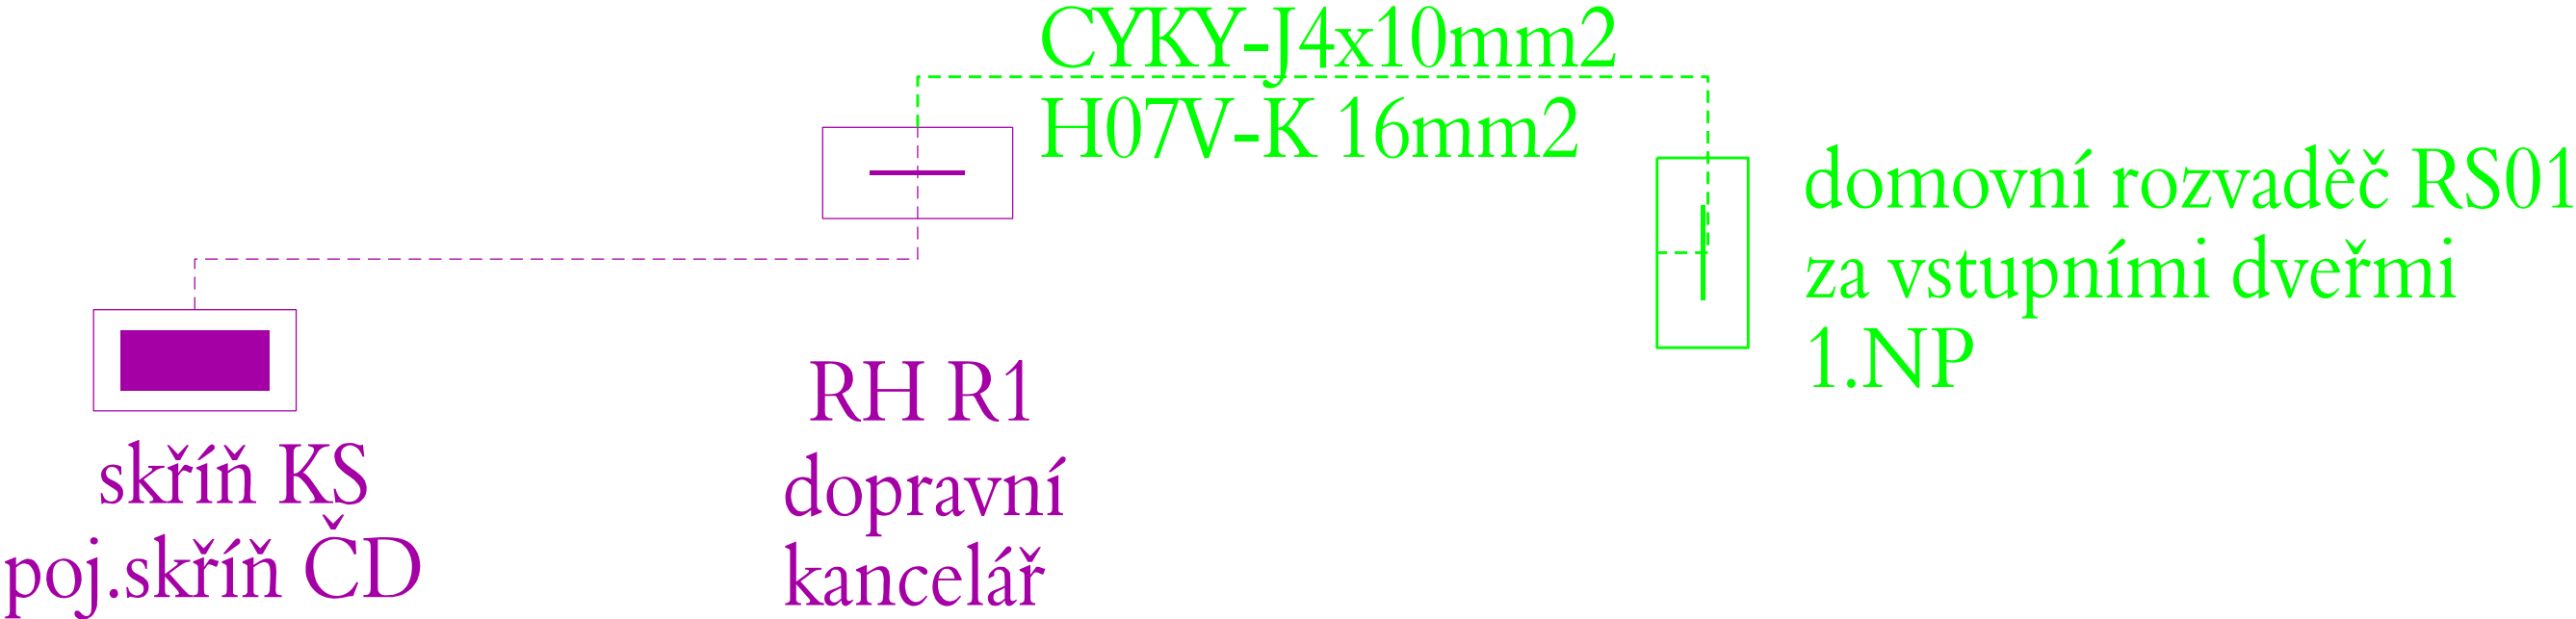 CYKY-J4x10mm2
H07V-K 16mm2
domovní rozvaděč RS01
za vstupními dveřmi
1.NP
RH R1
dopravní
kancelář
skříň KS
poj.skříň ČD